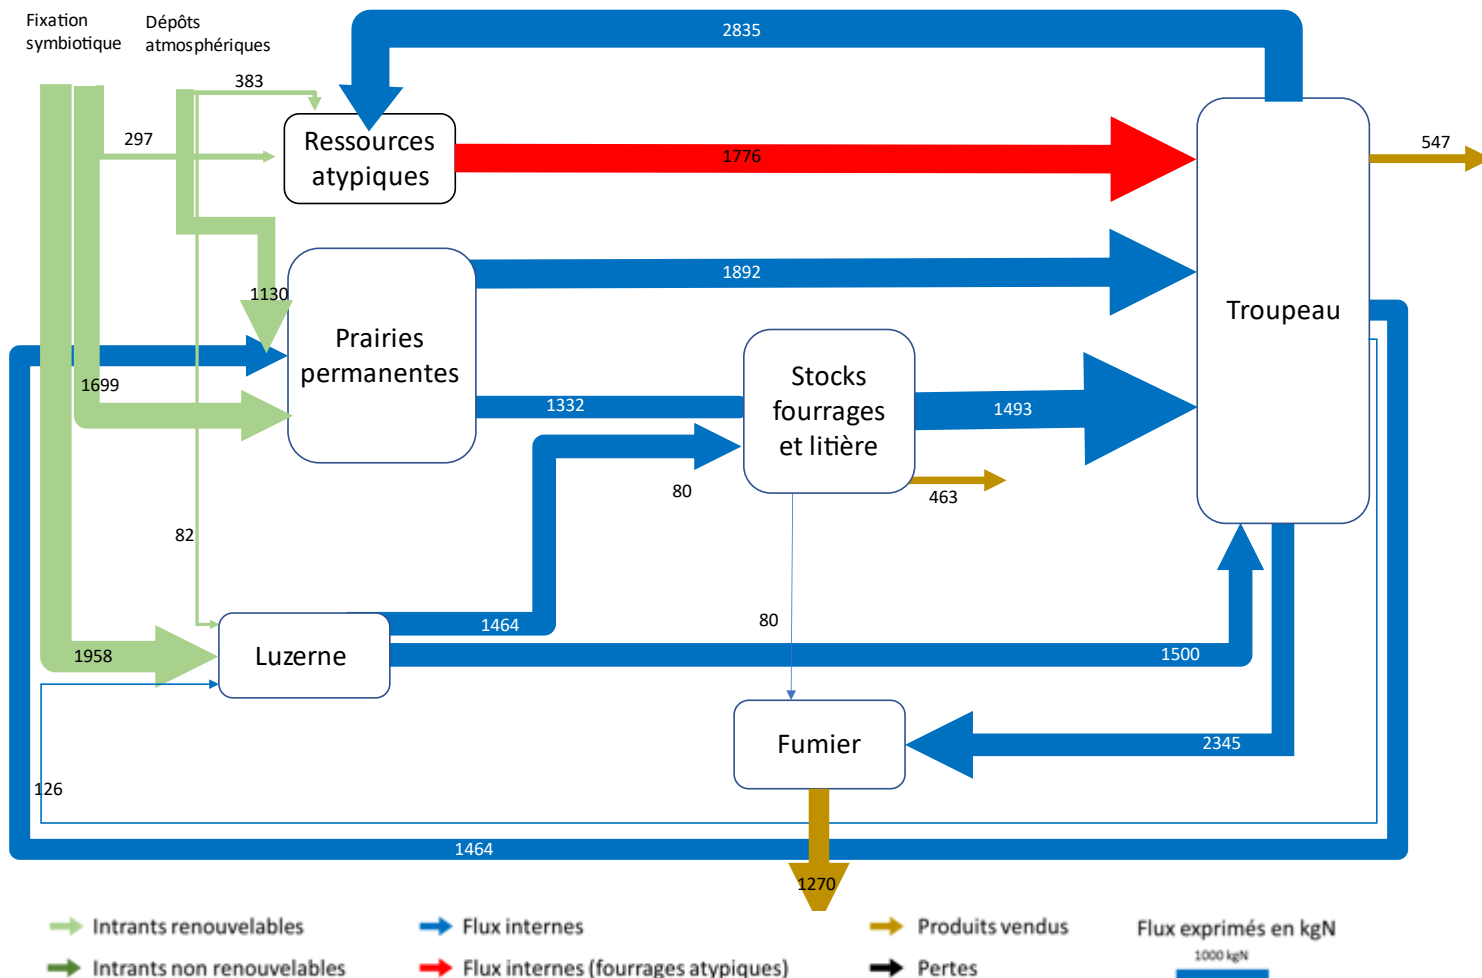 Fixation
symbiotique
Dépôts
atmosphériques
2835
383
297
Ressources
atypiques
1776
547
1892
1130
Troupeau
Prairies
permanentes
1699
1332
Stocks
fourrages
et litière
1493
80
463
82
1464
80
1958
Luzerne
1500
Fumier
2345
126
1464
1270
Intrants renouvelables
Flux internes
Produits vendus
Flux exprimés en kgN
Intrants non renouvelables
Flux internes (fourrages atypiques)
Pertes
1000 kgN